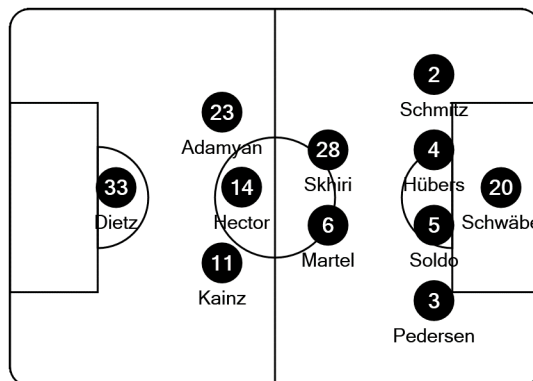 2
Schmitz
23
Adamyan
28
Skhiri
4
Hübers
33
Dietz
14
Hector
20
Schwäbe
6
Martel
5
Soldo
11
Kainz
3
Pedersen